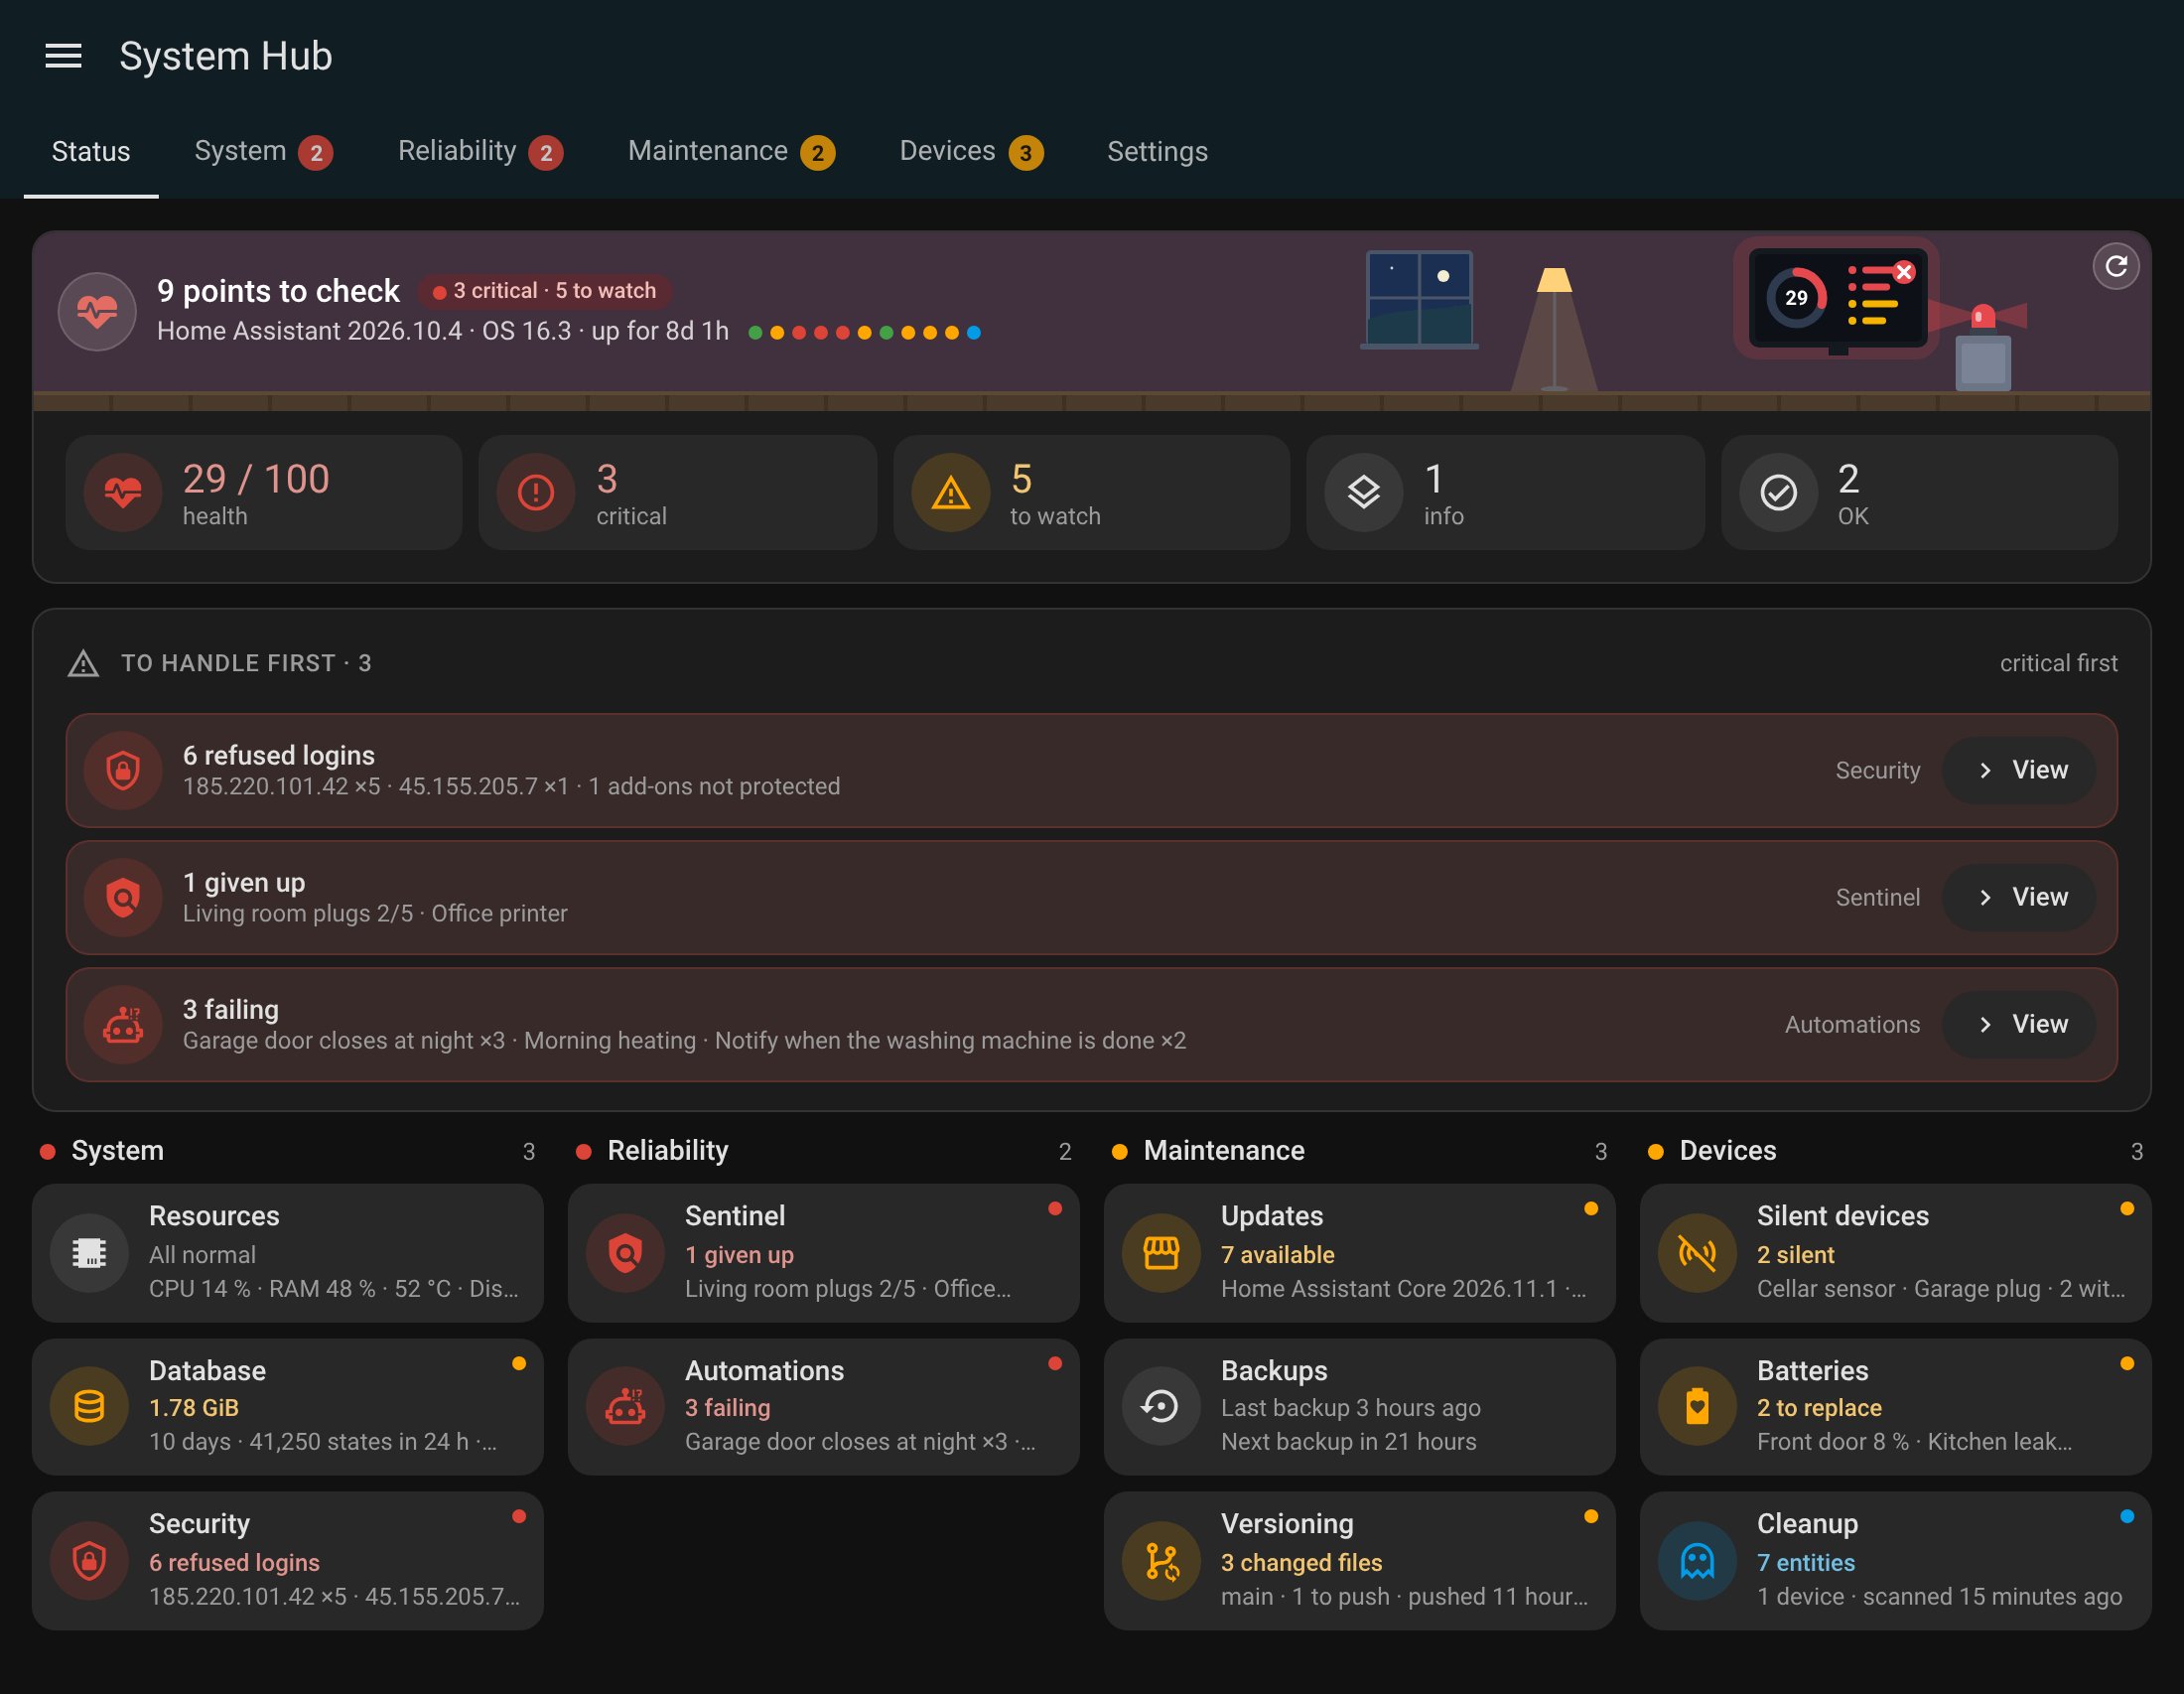 System Hub
Status
System 2
Reliability 2
Maintenance 2
Devices 3
Settings
9 points to check
3 critical · 5 to watch
Home Assistant 2026.10.4 · OS 16.3 · up for 8d 1h
29
29 / 100
health
3
critical
5
to watch
1
info
2
OK
TO HANDLE FIRST · 3
critical first
6 refused logins
185.220.101.42 ×5 · 45.155.205.7 ×1 · 1 add-ons not protected
Security
View
1 given up
Living room plugs 2/5 · Office printer
Sentinel
View
3 failing
Garage door closes at night ×3 · Morning heating · Notify when the washing machine is done ×2
Automations
View
System 3
Resources
All normal
CPU 14 % · RAM 48 % · 52 °C · Dis…
Database
1.78 GiB
10 days · 41,250 states in 24 h ·…
Security
6 refused logins
185.220.101.42 ×5 · 45.155.205.7…
Reliability 2
Sentinel
1 given up
Living room plugs 2/5 · Office…
Automations
3 failing
Garage door closes at night ×3 ·…
Maintenance 3
Updates
7 available
Home Assistant Core 2026.11.1 ·…
Backups
Last backup 3 hours ago
Next backup in 21 hours
Versioning
3 changed files
main · 1 to push · pushed 11 hour…
Devices 3
Silent devices
2 silent
Cellar sensor · Garage plug · 2 wit…
Batteries
2 to replace
Front door 8 % · Kitchen leak…
Cleanup
7 entities
1 device · scanned 15 minutes ago